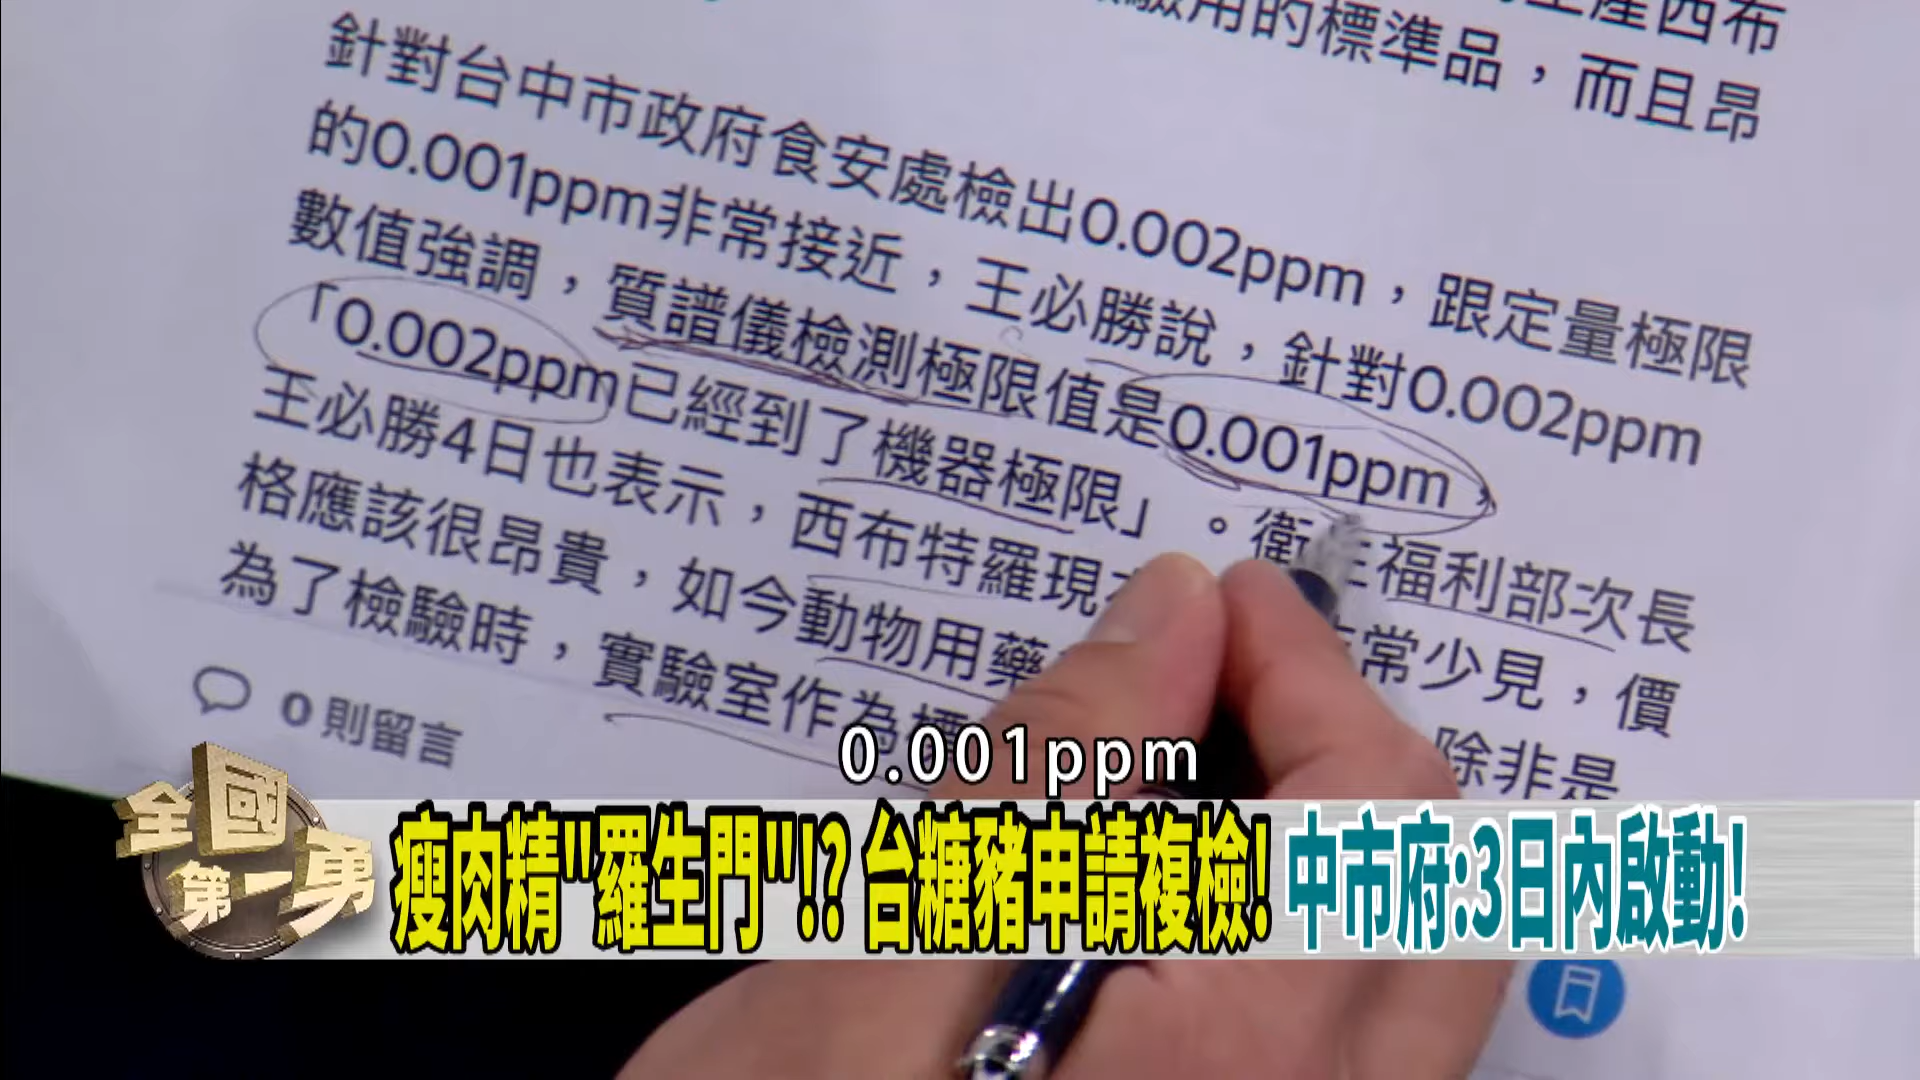 生產西布
驗用的標準品，而且昂
針對台中市政府食安處檢出0.002ppm，跟定量極限
的0.001ppm非常接近，王必勝說，針對0.002ppm
數值強調，質譜儀檢測極限值是0.001ppm，
「0.002ppm已經到了機器極限」。衛生福利部次長
王必勝4日也表示，西布特羅現在非常少見，價
格應該很昂貴，如今動物用藥
除非是
為了檢驗時，實驗室作為標
0則留言
0.001ppm
全國第一勇
瘦肉精"羅生門"!? 台糖豬申請複檢! 中市府:3日內啟動!